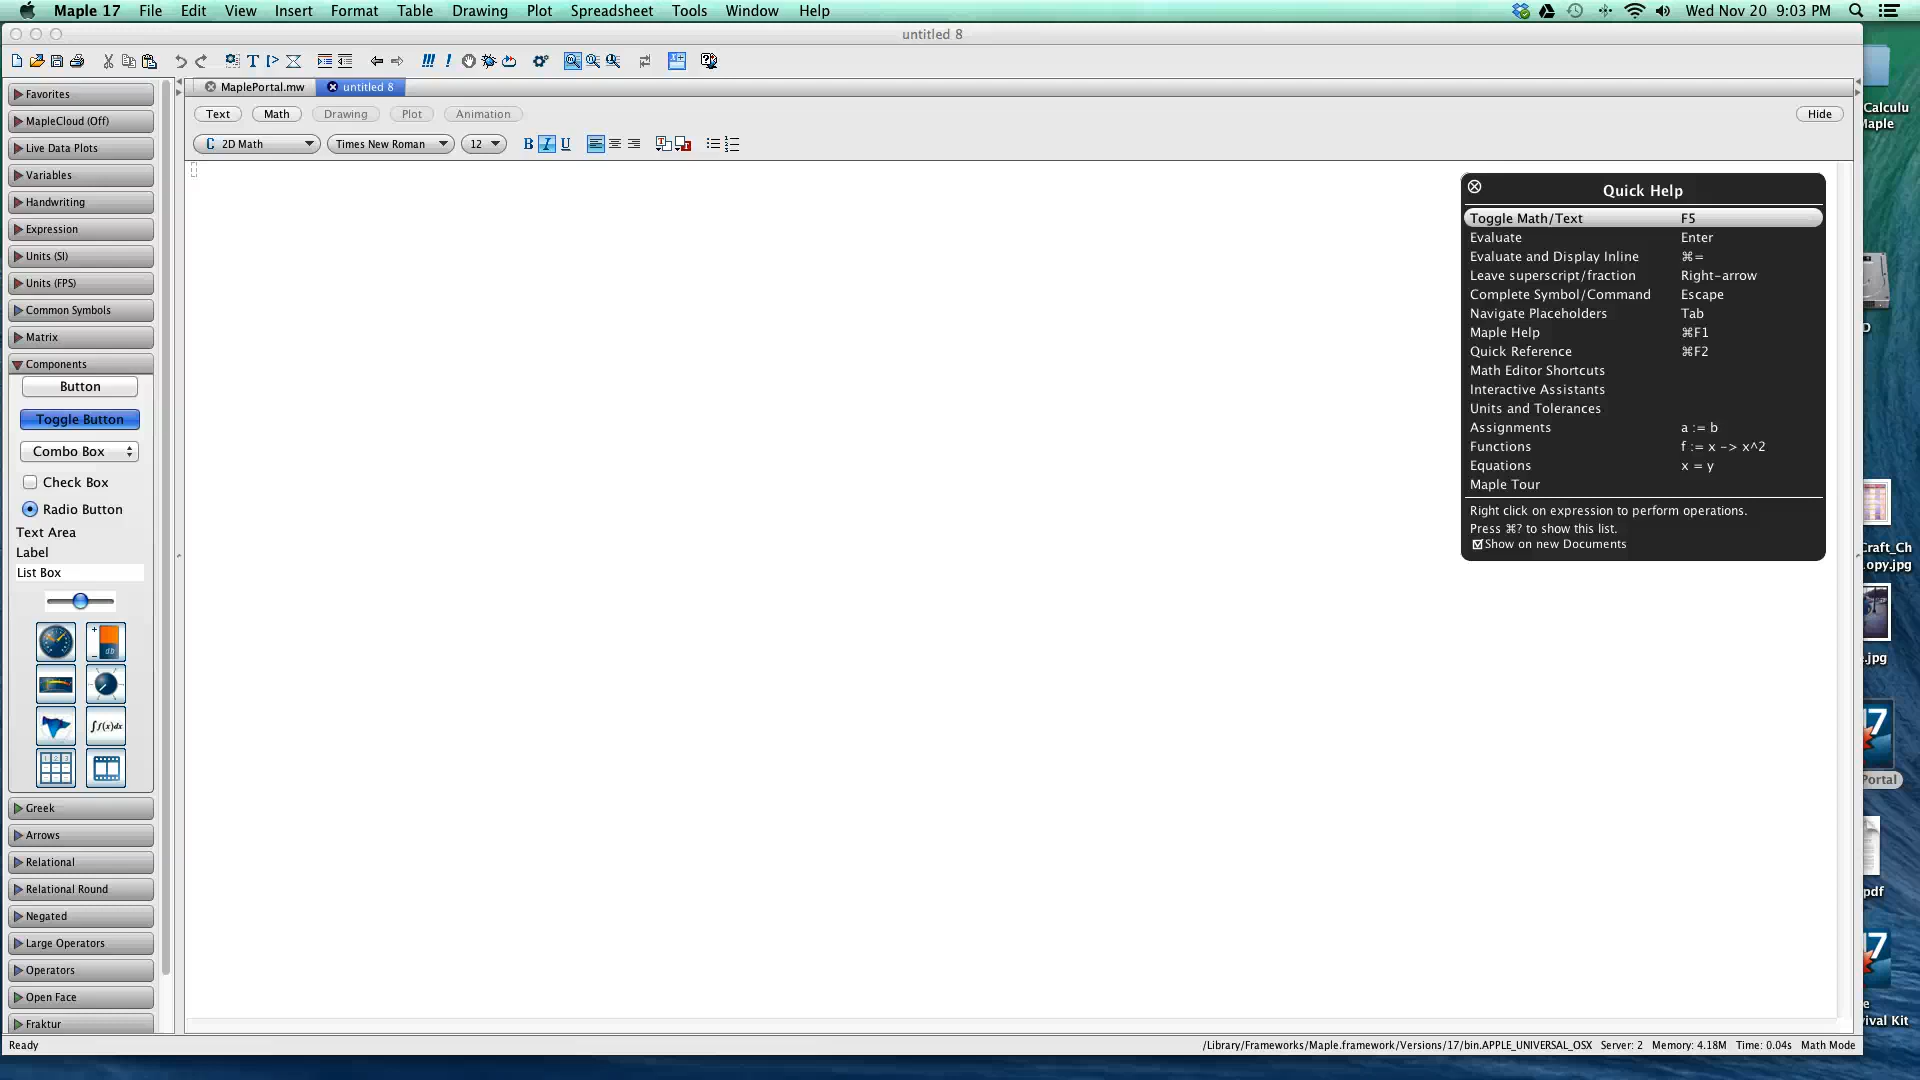 Maple 17 File Edit View Insert Format Table Drawing Plot Spreadsheet Tools Window Help Wed Nov 20 9:03 PM
untitled 8
MaplePortal.mw untitled 8
Text Math Drawing Plot Animation Hide
C 2D Math Times New Roman 12 B I U
Favorites
MapleCloud (Off)
Live Data Plots
Variables
Handwriting
Expression
Units (SI)
Units (FPS)
Common Symbols
Matrix
Components
Button
Toggle Button
Combo Box
Check Box
Radio Button
Text Area
Label
List Box
∫f(x)dx
Greek
Arrows
Relational
Relational Round
Negated
Large Operators
Operators
Open Face
Fraktur
Quick Help
Toggle Math/Text F5
Evaluate Enter
Evaluate and Display Inline ⌘=
Leave superscript/fraction Right-arrow
Complete Symbol/Command Escape
Navigate Placeholders Tab
Maple Help ⌘F1
Quick Reference ⌘F2
Math Editor Shortcuts
Interactive Assistants
Units and Tolerances
Assignments a := b
Functions f := x -> x^2
Equations x = y
Maple Tour
Right click on expression to perform operations.
Press ⌘? to show this list.
Show on new Documents
Calculu
Maple
D
Craft_Ch
opy.jpg
.jpg
17
Portal
pdf
17
e
ival Kit
Ready /Library/Frameworks/Maple.framework/Versions/17/bin.APPLE_UNIVERSAL_OSX Server: 2 Memory: 4.18M Time: 0.04s Math Mode